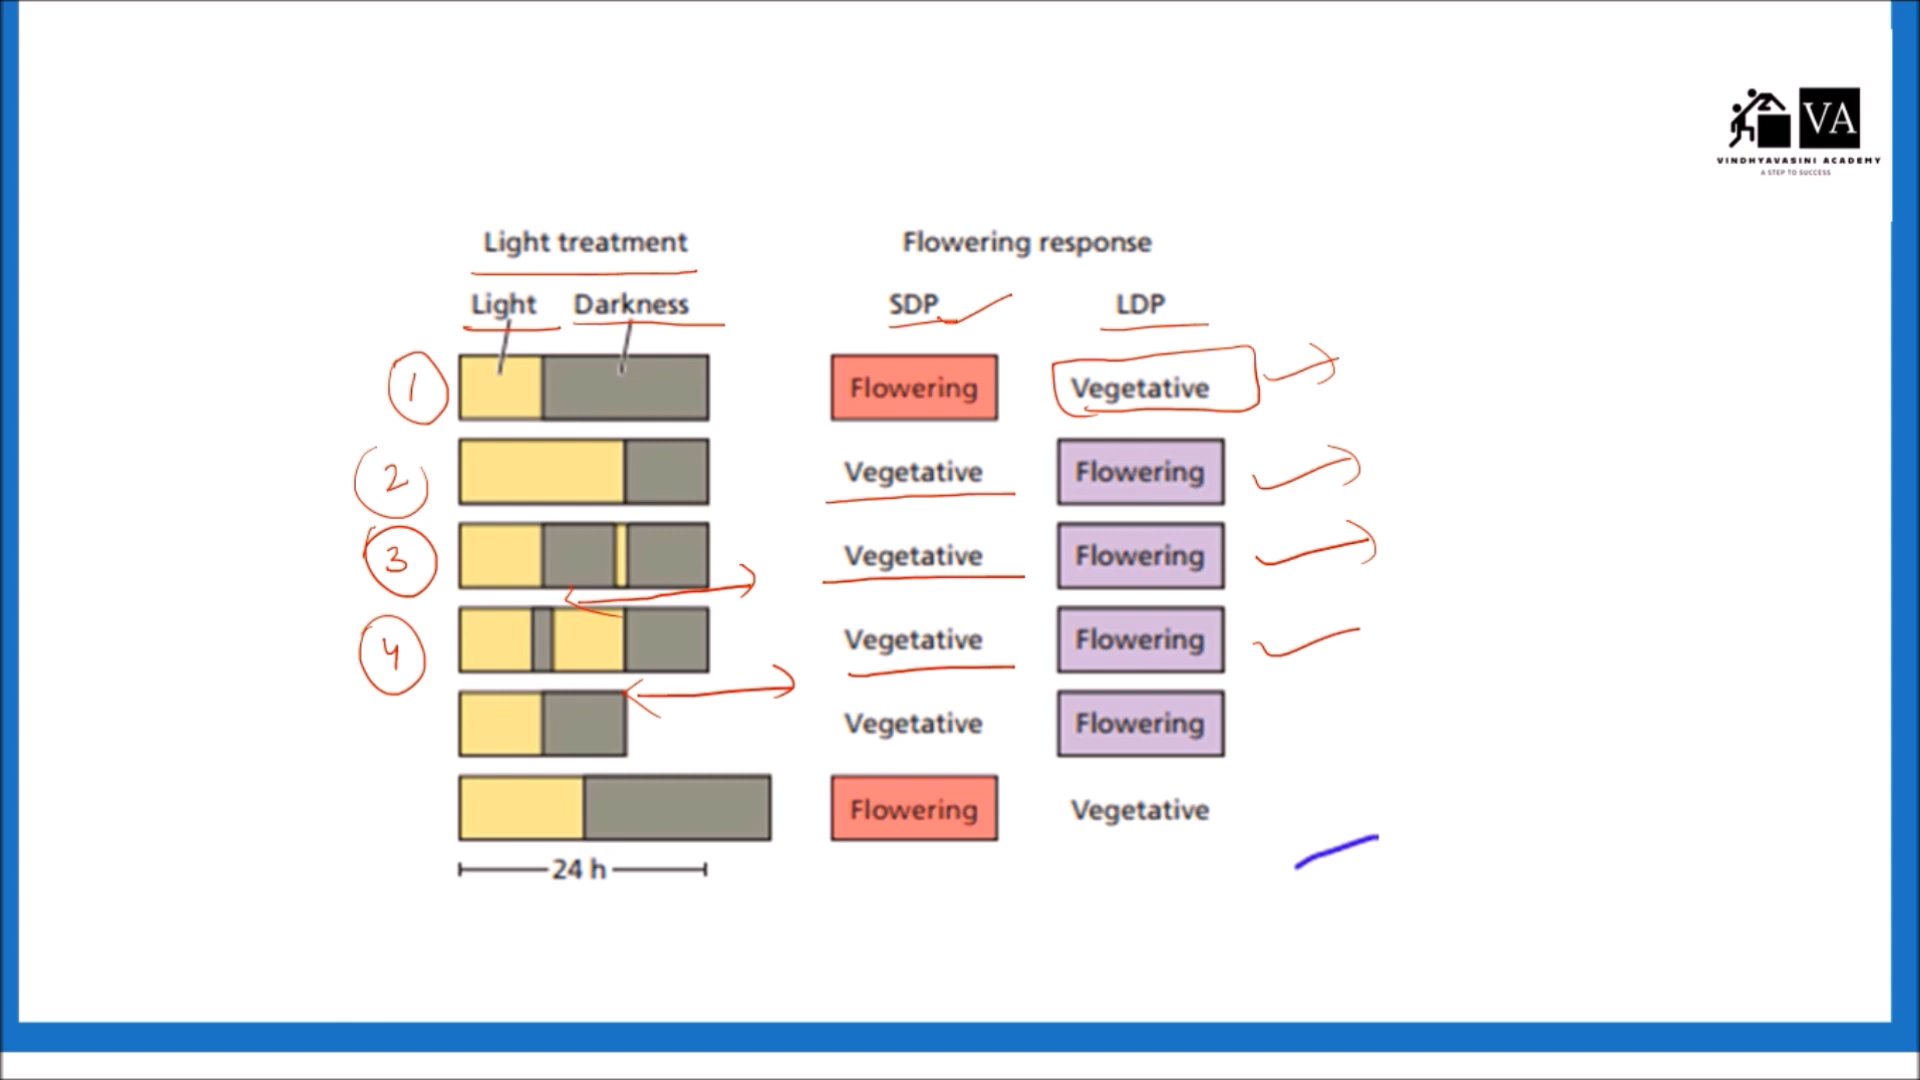 VA
VINDHYAVASINI ACADEMY
A STEP TO SUCCESS
Light treatment Flowering response
Light Darkness SDP LDP
1 Flowering Vegetative
2 Vegetative Flowering
3 Vegetative Flowering
4 Vegetative Flowering
Vegetative Flowering
Flowering Vegetative
24 h